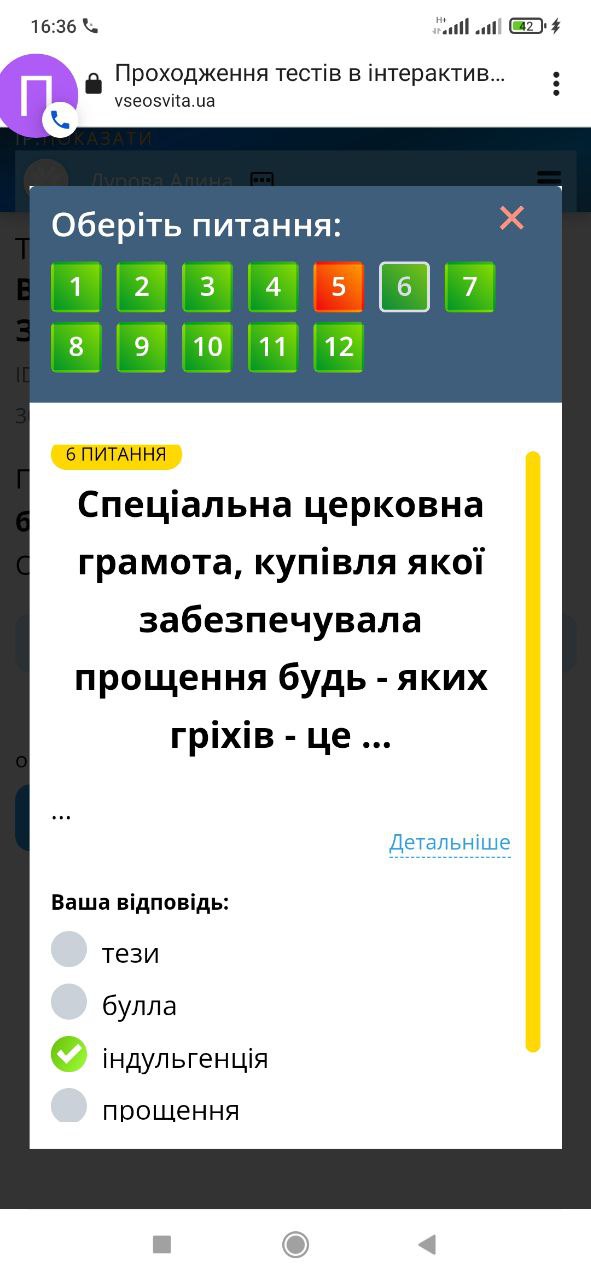 16:36
H+
42
П
Проходження тестів в інтерактив...
vseosvita.ua
ІР.ПОКАЗАТИ
Дурова Аліна
Оберіть питання:
×
1 2 3 4 5 6 7
8 9 10 11 12
6 ПИТАННЯ
Спеціальна церковна
грамота, купівля якої
забезпечувала
прощення будь - яких
гріхів - це ...
...
Детальніше
Ваша відповідь:
тези
булла
індульгенція
прощення